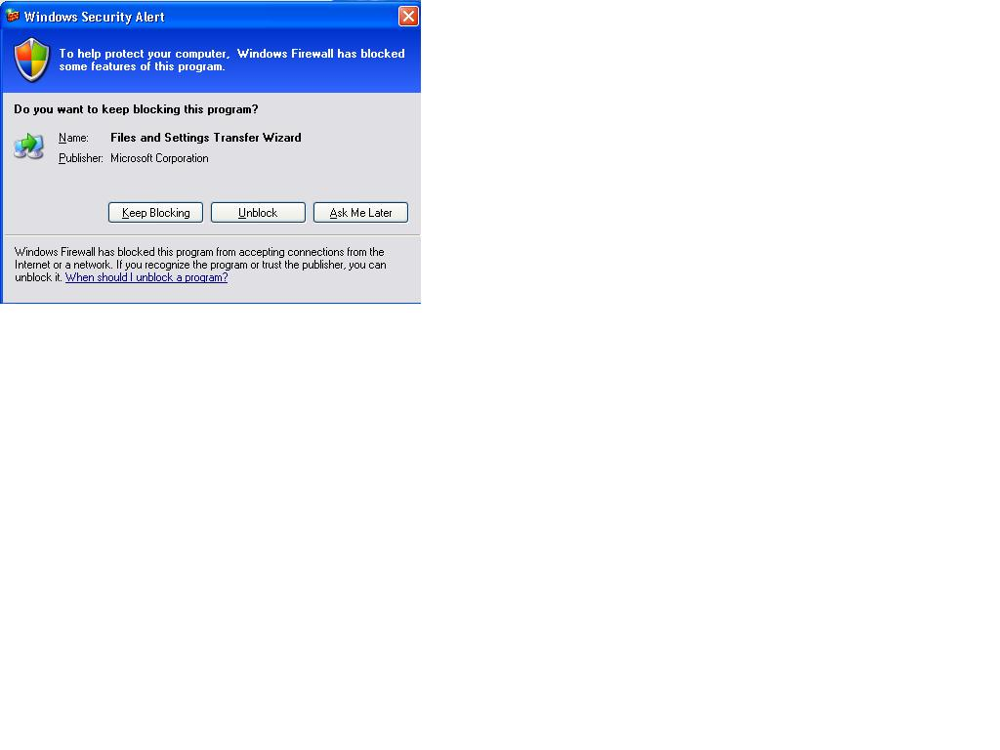 Windows Security Alert
To help protect your computer, Windows Firewall has blocked
some features of this program.
Do you want to keep blocking this program?
Name: Files and Settings Transfer Wizard
Publisher: Microsoft Corporation
Keep Blocking Unblock Ask Me Later
Windows Firewall has blocked this program from accepting connections from the
Internet or a network. If you recognize the program or trust the publisher, you can
unblock it. When should I unblock a program?